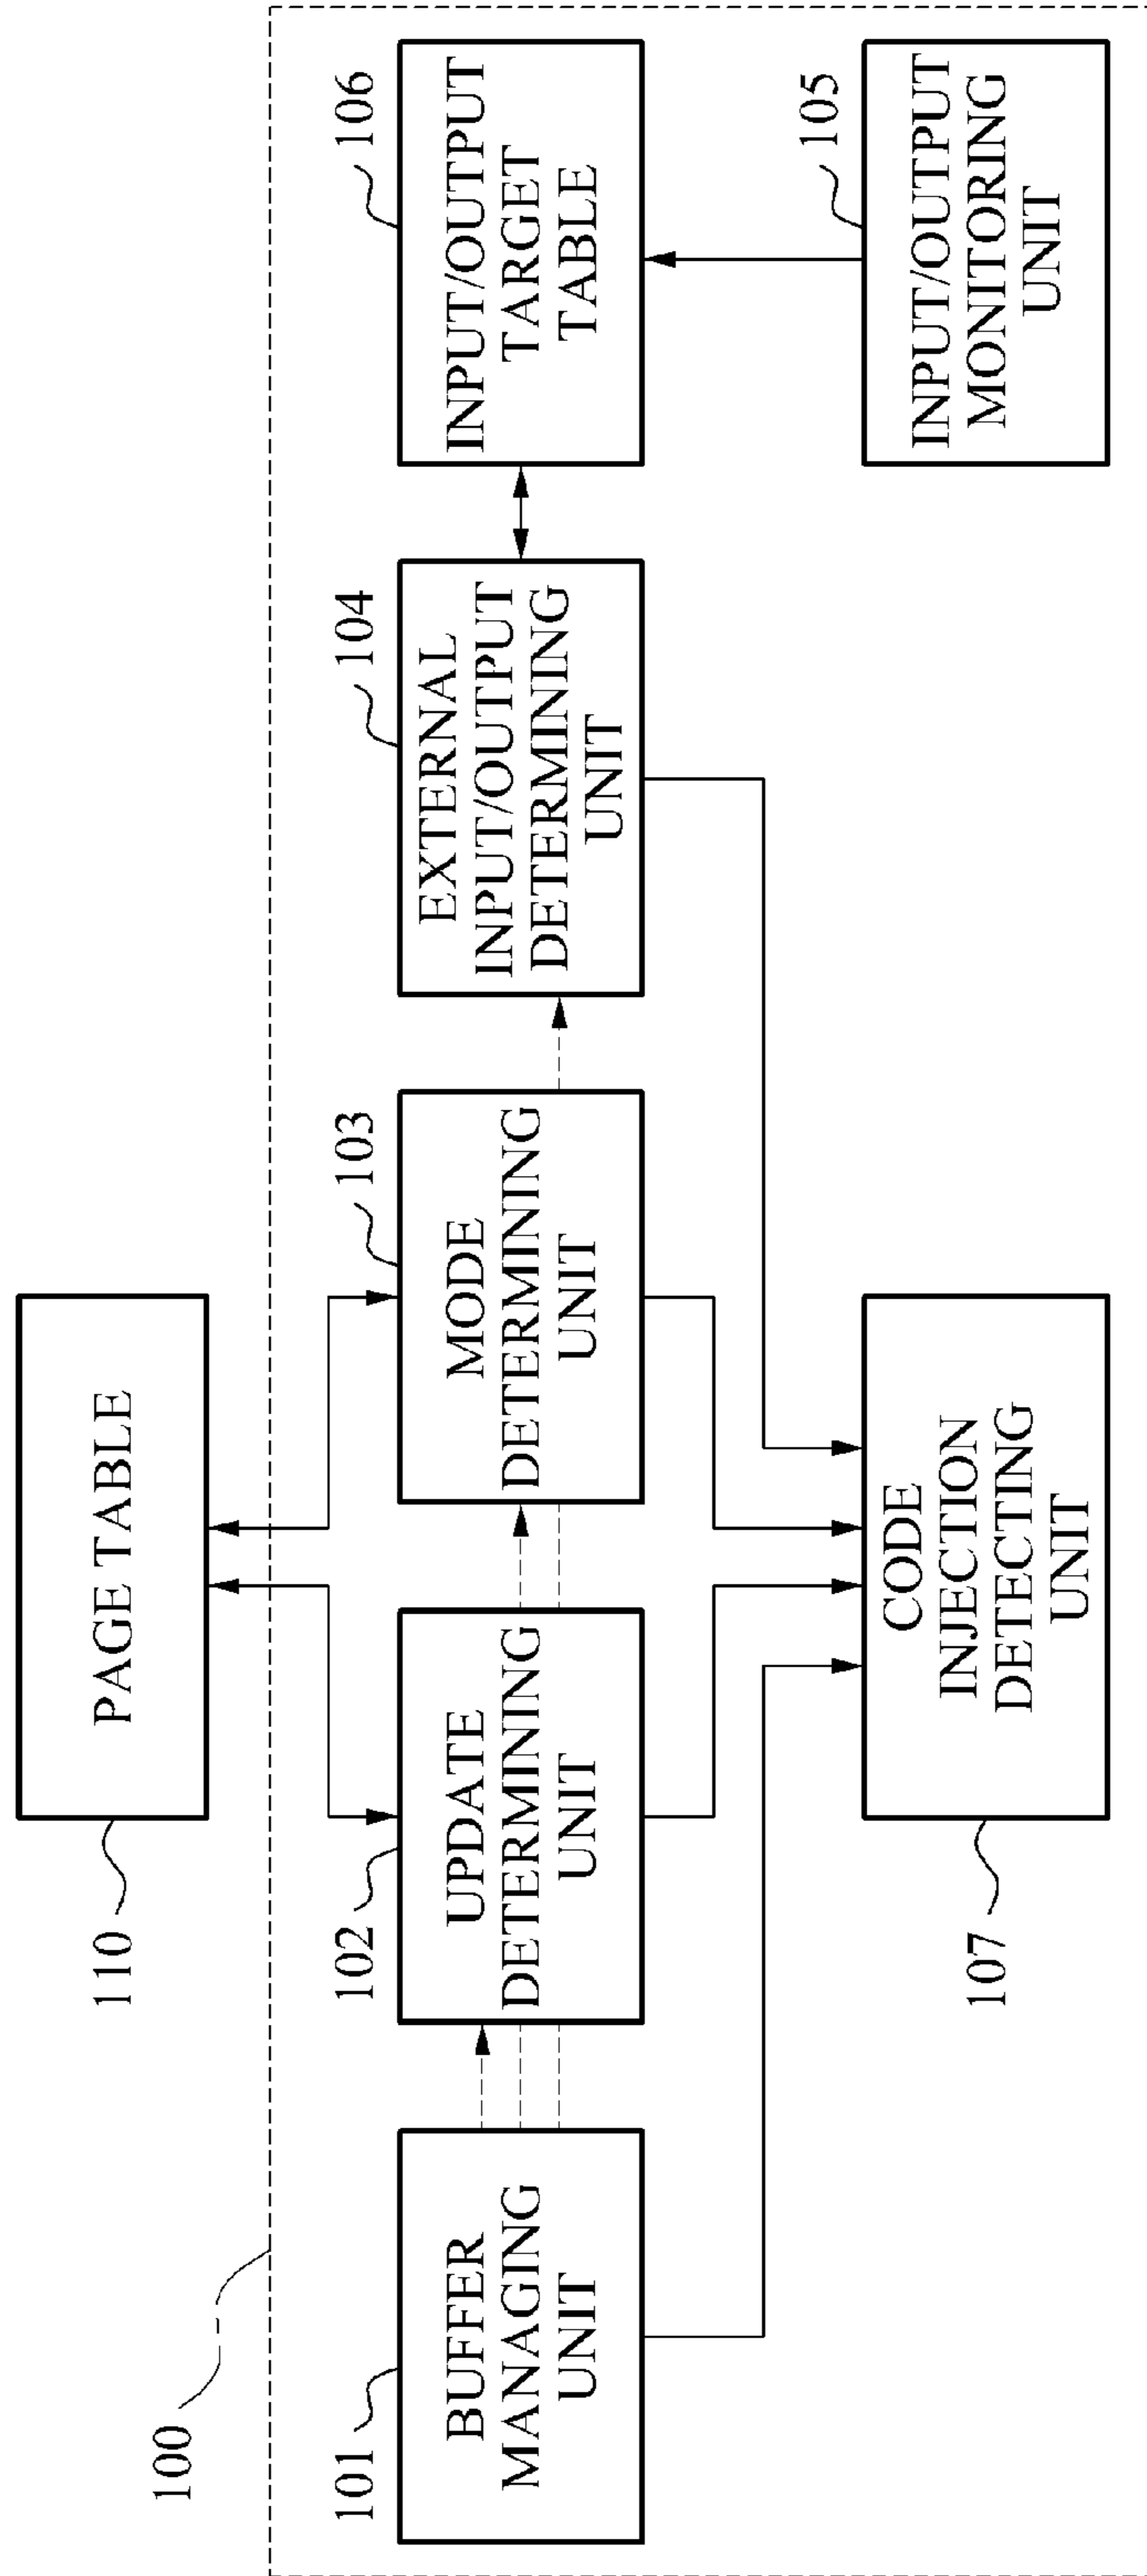 110
PAGE TABLE
100
101
BUFFER
MANAGING
UNIT
102
UPDATE
DETERMINING
UNIT
103
MODE
DETERMINING
UNIT
104
EXTERNAL
INPUT/OUTPUT
DETERMINING
UNIT
106
INPUT/OUTPUT
TARGET
TABLE
107
CODE
INJECTION
DETECTING
UNIT
105
INPUT/OUTPUT
MONITORING
UNIT